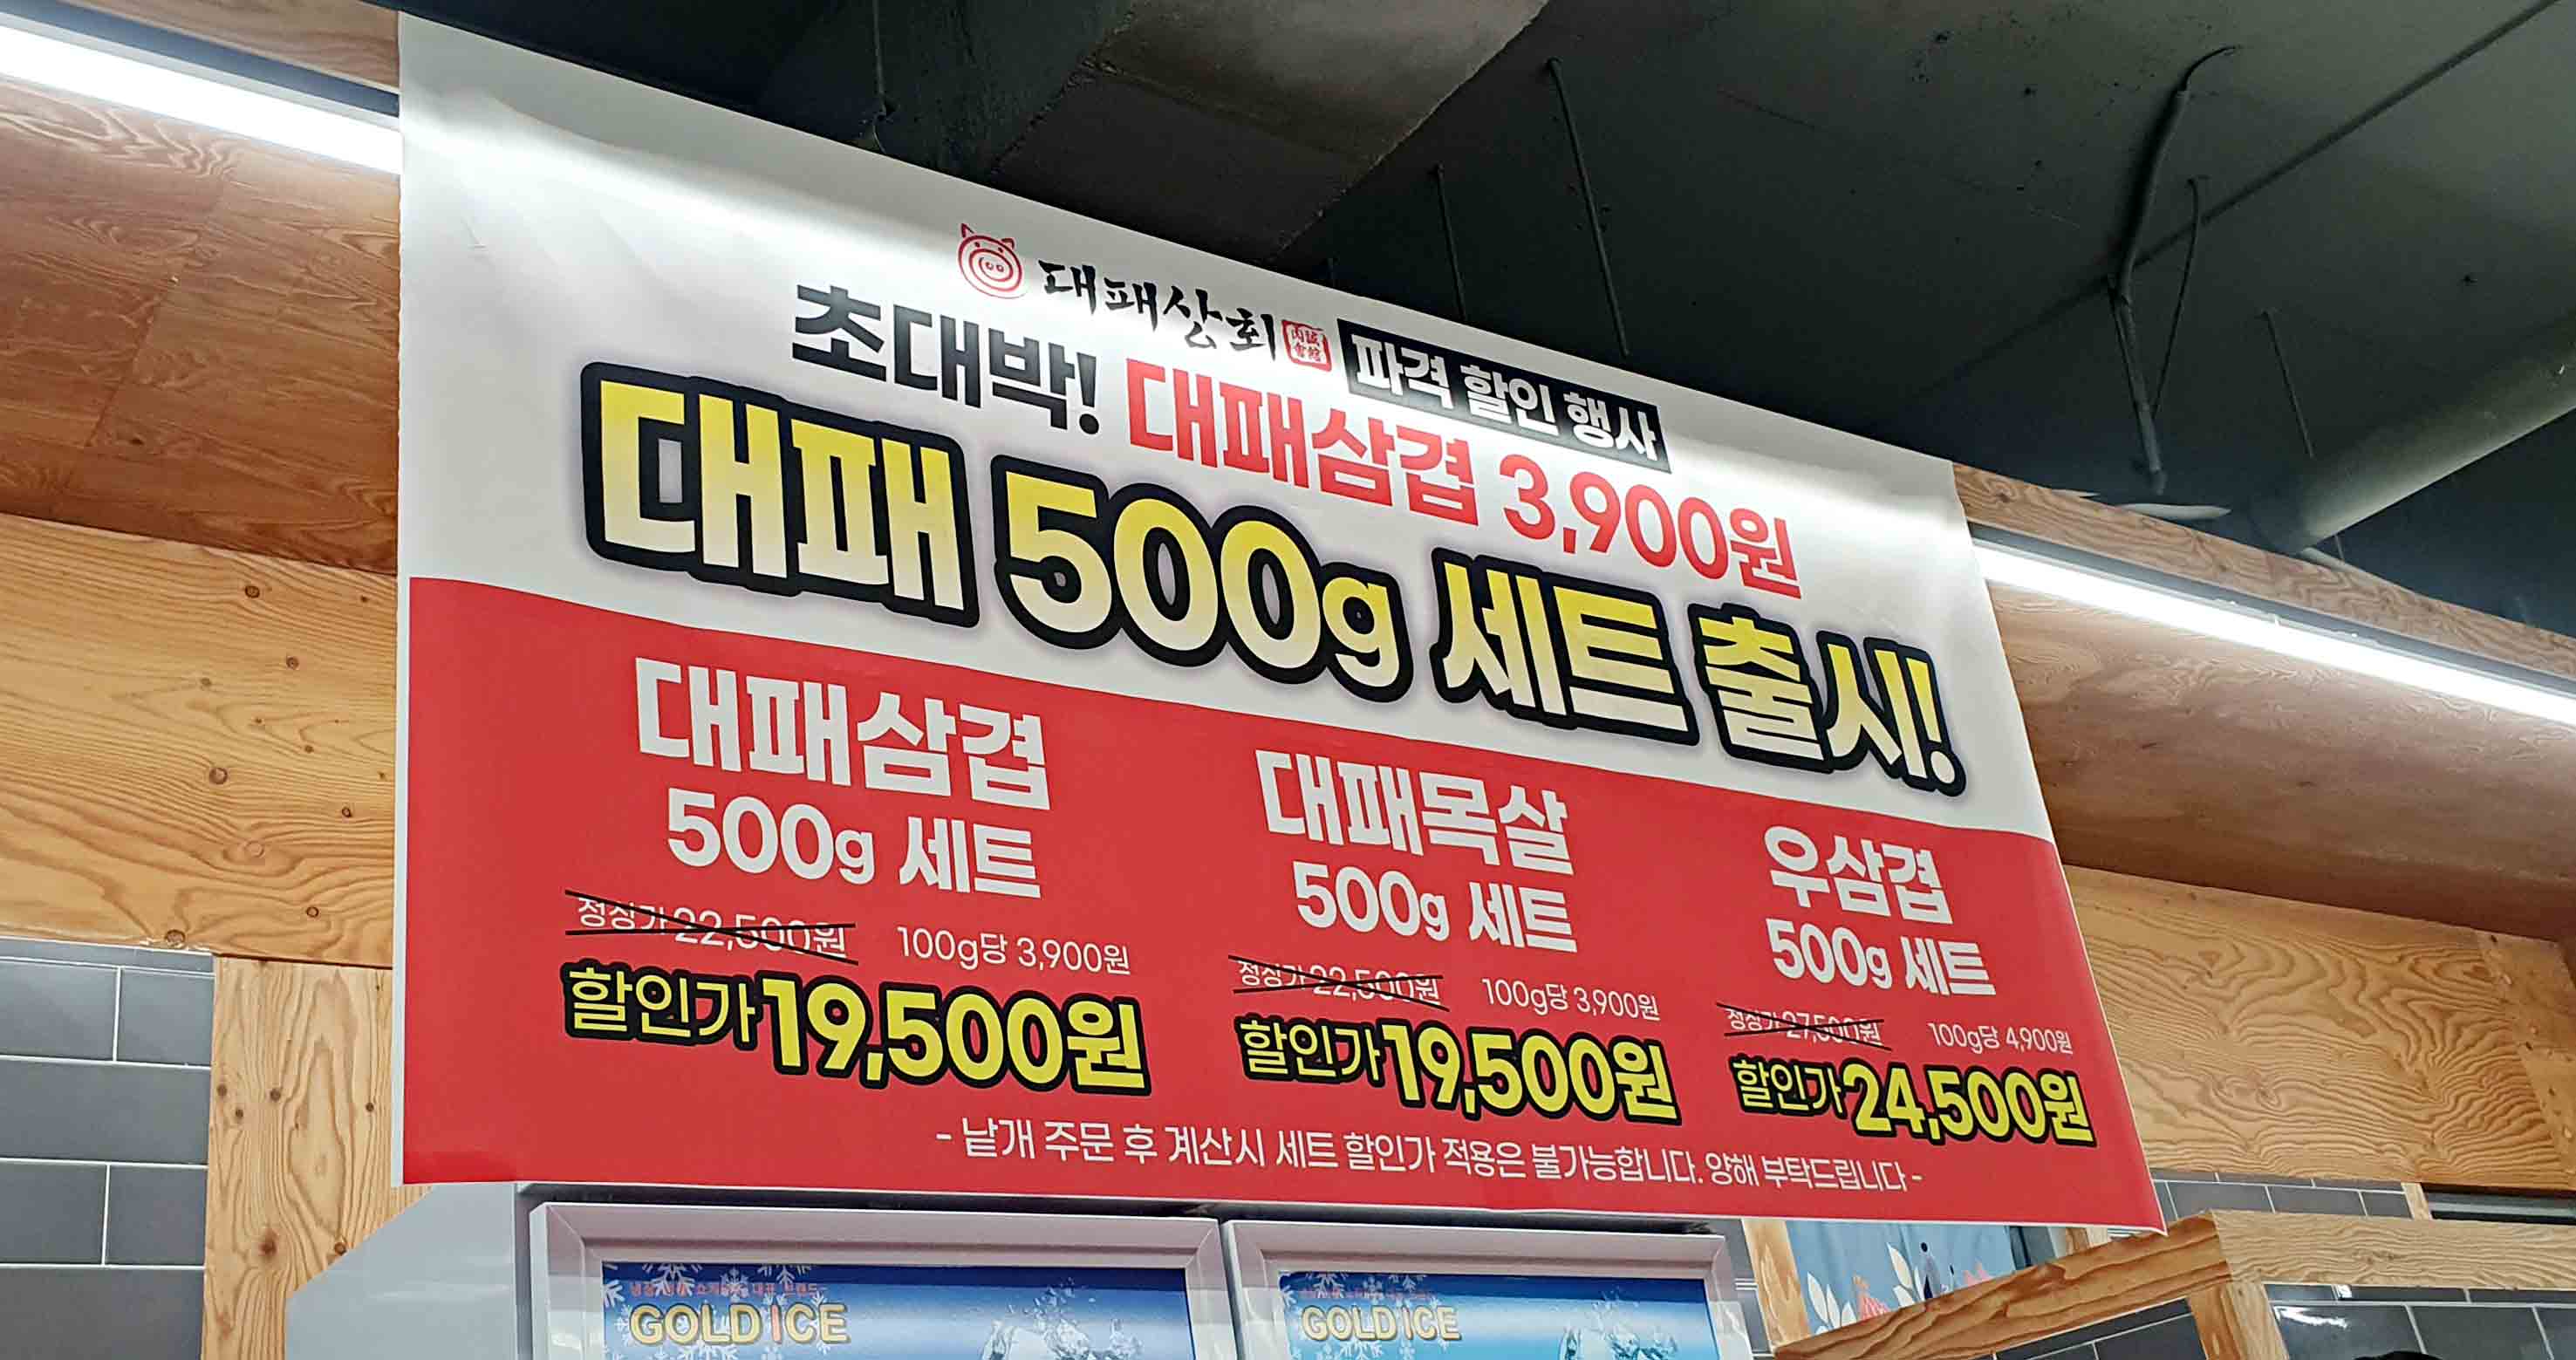 대패상회 파격 할인 행사
초대박! 대패삼겹 3,900원
대패 500g 세트 출시!
대패삼겹
500g 세트
정상가 22,500원 100g당 3,900원
할인가 19,500원
대패목살
500g 세트
정상가 22,500원 100g당 3,900원
할인가 19,500원
우삼겹
500g 세트
정상가 27,500원 100g당 4,900원
할인가 24,500원
- 낱개 주문 후 계산시 세트 할인가 적용은 불가능합니다. 양해 부탁드립니다 -
GOLD ICE
GOLD ICE